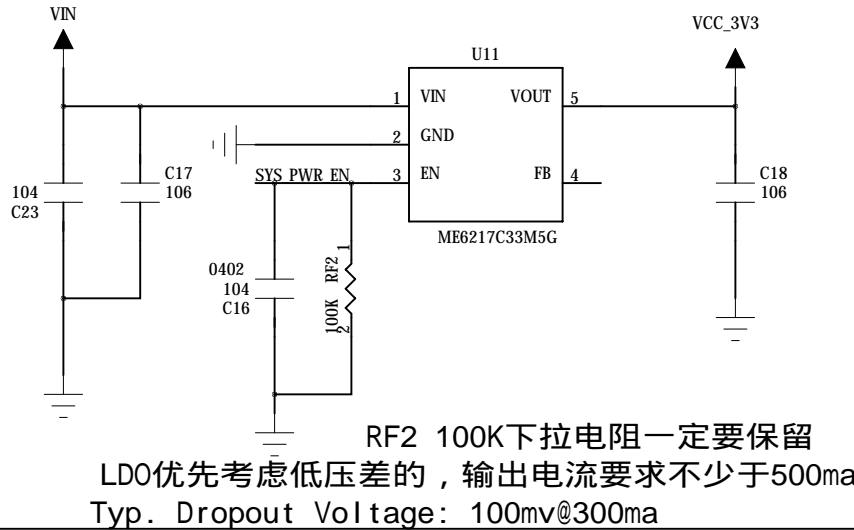 VIN
VCC_3V3
U11
1 VIN VOUT 5
2 GND
SYS_PWR_EN 3 EN FB 4
C17
106
104
C23
C18
106
ME6217C33M5G
0402
104
C16
100K RF2
1
2
RF2 100K下拉电阻一定要保留
LDO优先考虑低压差的，输出电流要求不少于500ma
Typ. Dropout Voltage: 100mv@300ma